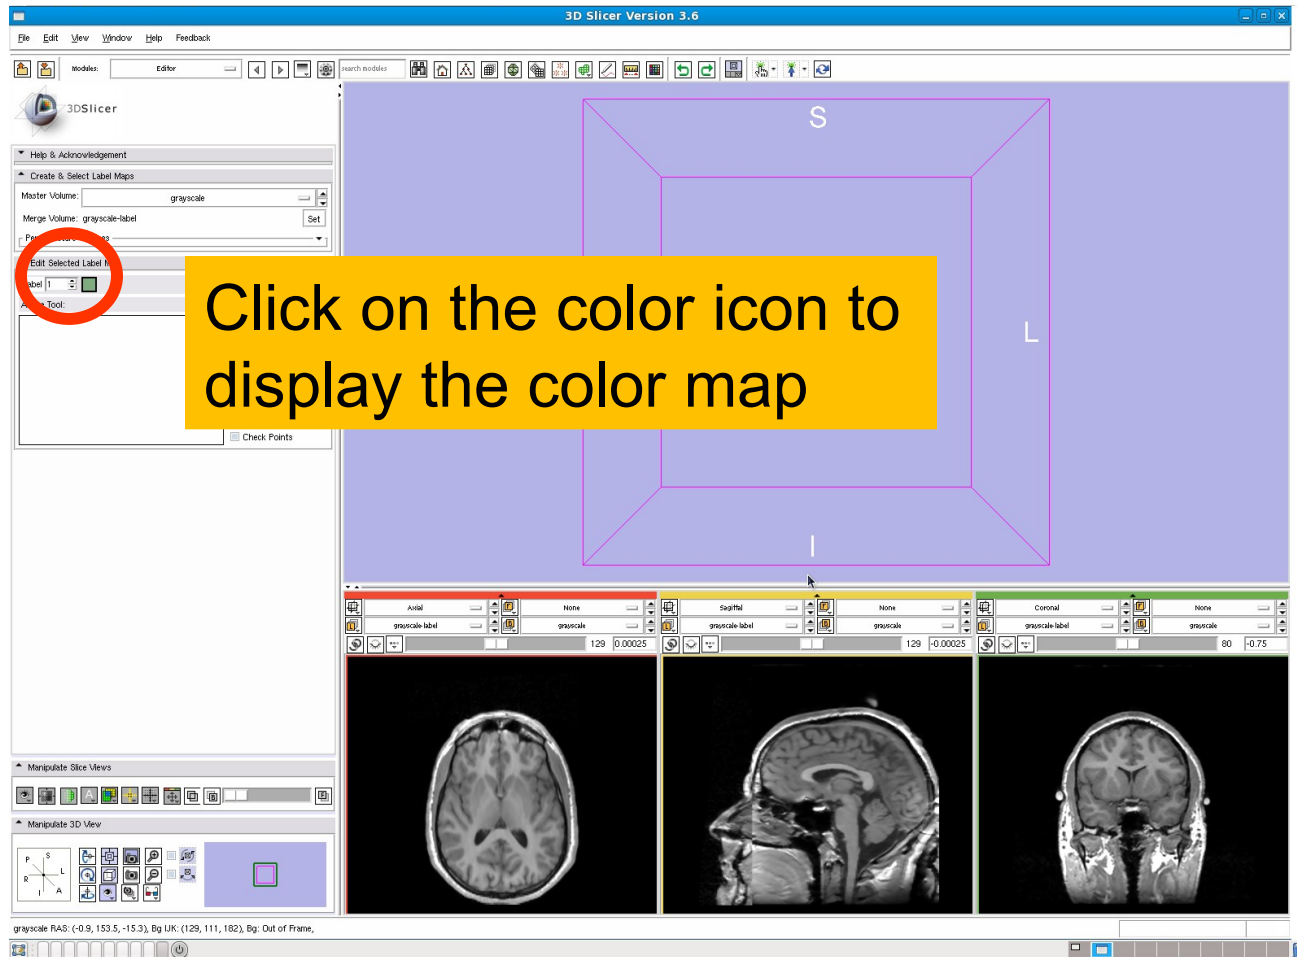 3D Slicer Version 3.6
File Edit View Window Help Feedback
Modules: Editor search modules
3DSlicer
Help & Acknowledgement
Create & Select Label Maps
Master Volume: grayscale
Merge Volume: grayscale-label Set
Edit Selected Label
Label 1
Tool:
Click on the color icon to
display the color map
Check Points
S
L
I
Axial None
grayscale-label grayscale
129 0.00025
Sagittal None
grayscale-label grayscale
129 -0.00025
Coronal None
grayscale-label grayscale
80 -0.75
Manipulate Slice Views
Manipulate 3D View
P S
R L
I A
grayscale RAS: (-0.9, 153.5, -15.3), Bg IJK: (129, 111, 182), Bg: Out of Frame,